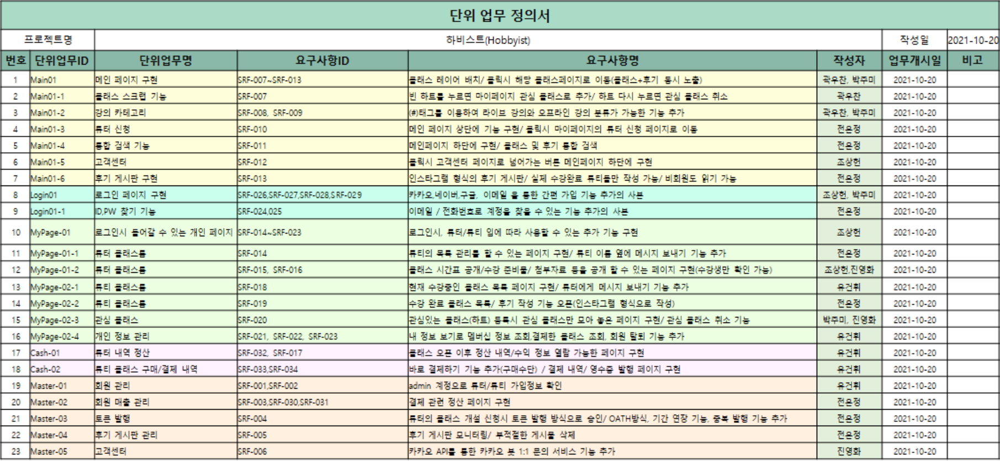 단위 업무 정의서
프로젝트명 하비스트(Hobbyist) 작성일 2021-10-20
번호 단위업무ID 단위업무명 요구사항ID 요구사항명 작성자 업무개시일 비고
1 Main01 메인 페이지 구현 SRF-007~SRF-013 클래스 레이어 배치/ 클릭시 해당 클래스페이지로 이동(클래스+후기 동시 노출) 곽우찬, 박주미 2021-10-20
2 Main01-1 클래스 스크랩 기능 SRF-007 빈 하트를 누르면 마이페이지 관심 클래스로 추가/ 하트 다시 누르면 관심 클래스 취소 곽우찬 2021-10-20
3 Main01-2 강의 카테고리 SRF-008, SRF-009 (#)태그를 이용하여 라이브 강의와 오프라인 강의 분류가 가능한 기능 추가 곽우찬, 박주미 2021-10-20
4 Main01-3 튜터 신청 SRF-010 메인 페이지 상단에 기능 구현/ 클릭시 마이페이지의 튜터 신청 페이지로 이동 전은정 2021-10-20
5 Main01-4 통합 검색 기능 SRF-011 메인페이지 하단에 구현/ 클래스 및 후기 통합 검색 전은정 2021-10-20
6 Main01-5 고객센터 SRF-012 클릭시 고객센터 페이지로 넘어가는 버튼 메인페이지 하단에 구현 조상헌 2021-10-20
7 Main01-6 후기 게시판 구현 SRF-013 인스타그램 형식의 후기 게시판/ 실제 수강완료 튜티들만 작성 가능/ 비회원도 읽기 가능 전은정 2021-10-20
8 Login01 로그인 페이지 구현 SRF-026,SRF-027,SRF-028,SRF-029 카카오,네이버,구글, 이메일 을 통한 간편 가입 기능 추가의 사본 조상헌, 박주미 2021-10-20
9 Login01-1 ID,PW 찾기 기능 SRF-024,025 이메일 / 전화번호로 계정을 찾을 수 있는 기능 추가의 사본 전은정 2021-10-20
10 MyPage-01 로그인시 들어갈 수 있는 개인 페이지 SRF-014~SRF-023 로그인시, 튜터/튜티 임에 따라 사용할 수 있는 추가 기능 구현 조상헌 2021-10-20
11 MyPage-01-1 튜터 클래스룸 SRF-014 튜티의 목록 관리를 할 수 있는 페이지 구현/ 튜티 이름 옆에 메시지 보내기 기능 추가 전은정 2021-10-20
12 MyPage-01-2 튜터 클래스룸 SRF-015, SRF-016 클래스 시간표 공개/수강 준비물/ 첨부자료 등을 공개 할 수 있는 페이지 구현(수강생만 확인 가능) 조상헌,진영화 2021-10-20
13 MyPage-02-1 튜티 클래스룸 SRF-018 현재 수강중인 클래스 목록 페이지 구현/ 튜터에게 메시지 보내기 기능 추가 유건휘 2021-10-20
14 MyPage-02-2 튜티 클래스룸 SRF-019 수강 완료 클래스 목록/ 후기 작성 기능 오픈(인스타그램 형식으로 작성) 전은정 2021-10-20
15 MyPage-02-3 관심 클래스 SRF-020 관심있는 클래스(하트) 등록시 관심 클래스만 모아 놓은 페이지 구현/ 관심 클래스 취소 기능 박주미, 진영화 2021-10-20
16 MyPage-02-4 개인 정보 관리 SRF-021, SRF-022, SRF-023 내 정보 보기로 멤버십 정보 조회,결제한 클래스 조회, 회원 탈퇴 기능 추가 유건휘 2021-10-20
17 Cash-01 튜터 내역 정산 SRF-032, SRF-017 클래스 오픈 이후 정산 내역/수익 정보 열람 가능한 페이지 구현 유건휘 2021-10-20
18 Cash-02 튜티 클래스 구매/결제 내역 SRF-033,SRF-034 바로 결제하기 기능 추가(구매수단) / 결제 내역/ 영수증 발행 페이지 구현 유건휘 2021-10-20
19 Master-01 회원 관리 SRF-001,SRF-002 admin 계정으로 튜터/튜티 가입정보 확인 유건휘 2021-10-20
20 Master-02 회원 매출 관리 SRF-003,SRF-030,SRF-031 결제 관련 정산 페이지 구현 전은정 2021-10-20
21 Master-03 토큰 발행 SRF-004 튜터의 클래스 개설 신청시 토큰 발행 방식으로 승인/ OATH방식, 기간 연장 기능, 중복 발행 기능 추가 전은정 2021-10-20
22 Master-04 후기 게시판 관리 SRF-005 후기 게시판 모니터링/ 부적절한 게시물 삭제 전은정 2021-10-20
23 Master-05 고객센터 SRF-006 카카오 API를 통한 카카오 봇 1:1 문의 서비스 기능 추가 진영화 2021-10-20